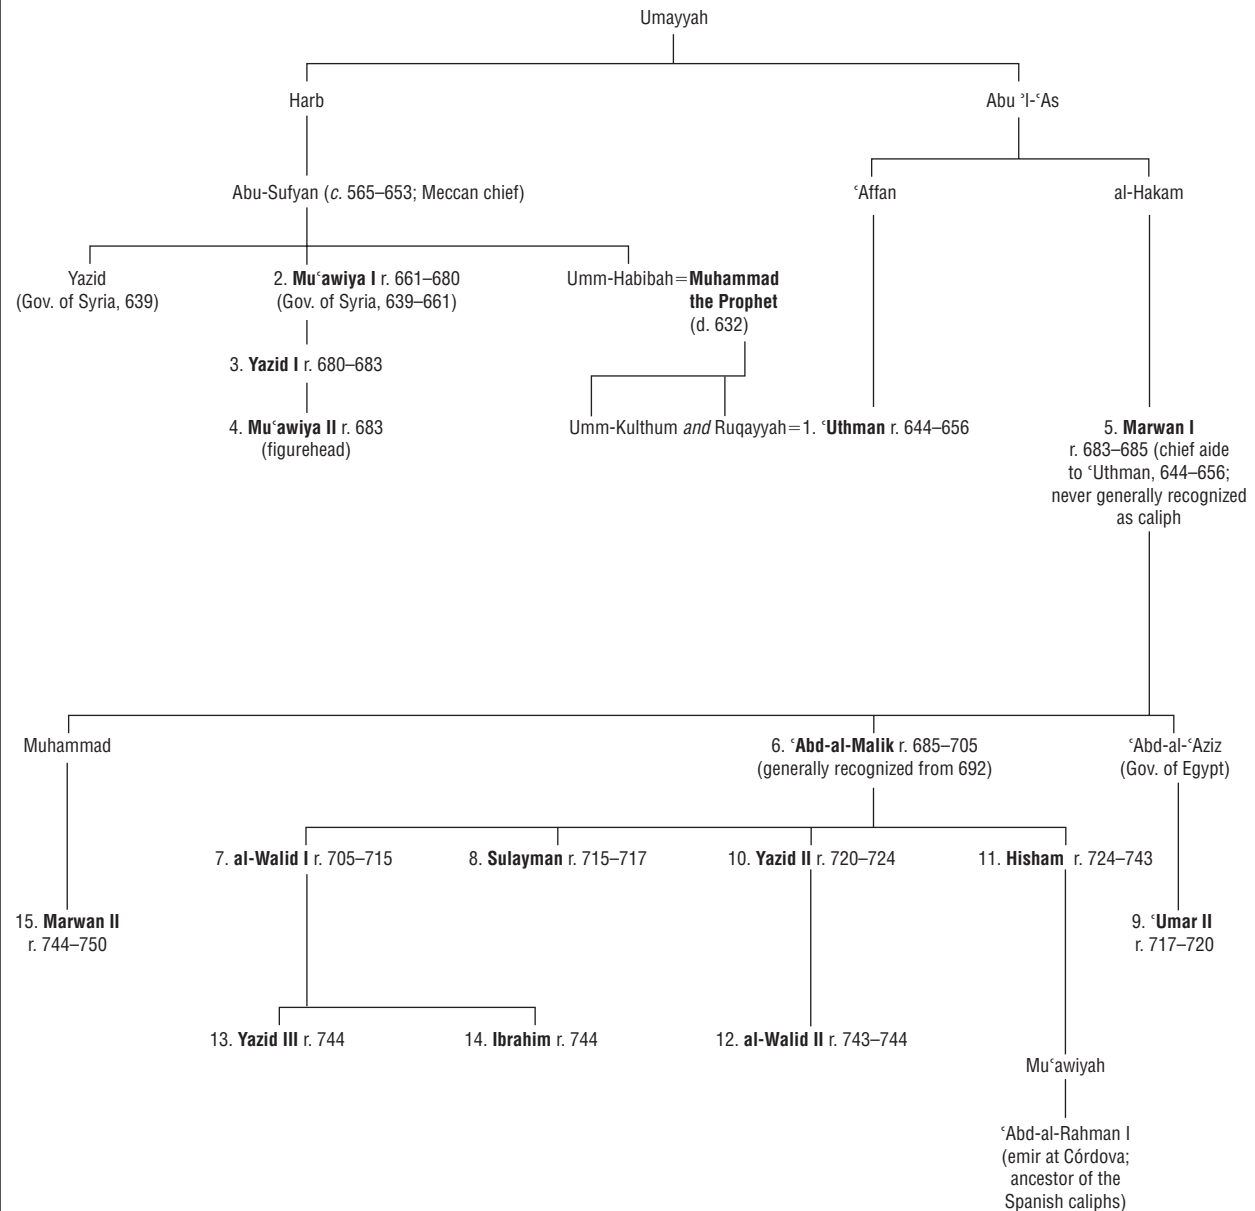 Umayyah
Harb
Abu ʾl-ʿAs
Abu-Sufyan (c. 565–653; Meccan chief)
ʿAffan
al-Hakam
Yazid
(Gov. of Syria, 639)
2. Muʿawiya I r. 661–680
(Gov. of Syria, 639–661)
Umm-Habibah=Muhammad
the Prophet
(d. 632)
3. Yazid I r. 680–683
4. Muʿawiya II r. 683
(figurehead)
Umm-Kulthum and Ruqayyah=1. ʿUthman r. 644–656
5. Marwan I
r. 683–685 (chief aide
to ʿUthman, 644–656;
never generally recognized
as caliph
Muhammad
6. ʿAbd-al-Malik r. 685–705
(generally recognized from 692)
ʿAbd-al-ʿAziz
(Gov. of Egypt)
7. al-Walid I r. 705–715
8. Sulayman r. 715–717
10. Yazid II r. 720–724
11. Hisham r. 724–743
15. Marwan II
r. 744–750
9. ʿUmar II
r. 717–720
13. Yazid III r. 744
14. Ibrahim r. 744
12. al-Walid II r. 743–744
Muʿawiyah
ʿAbd-al-Rahman I
(emir at Córdova;
ancestor of the
Spanish caliphs)